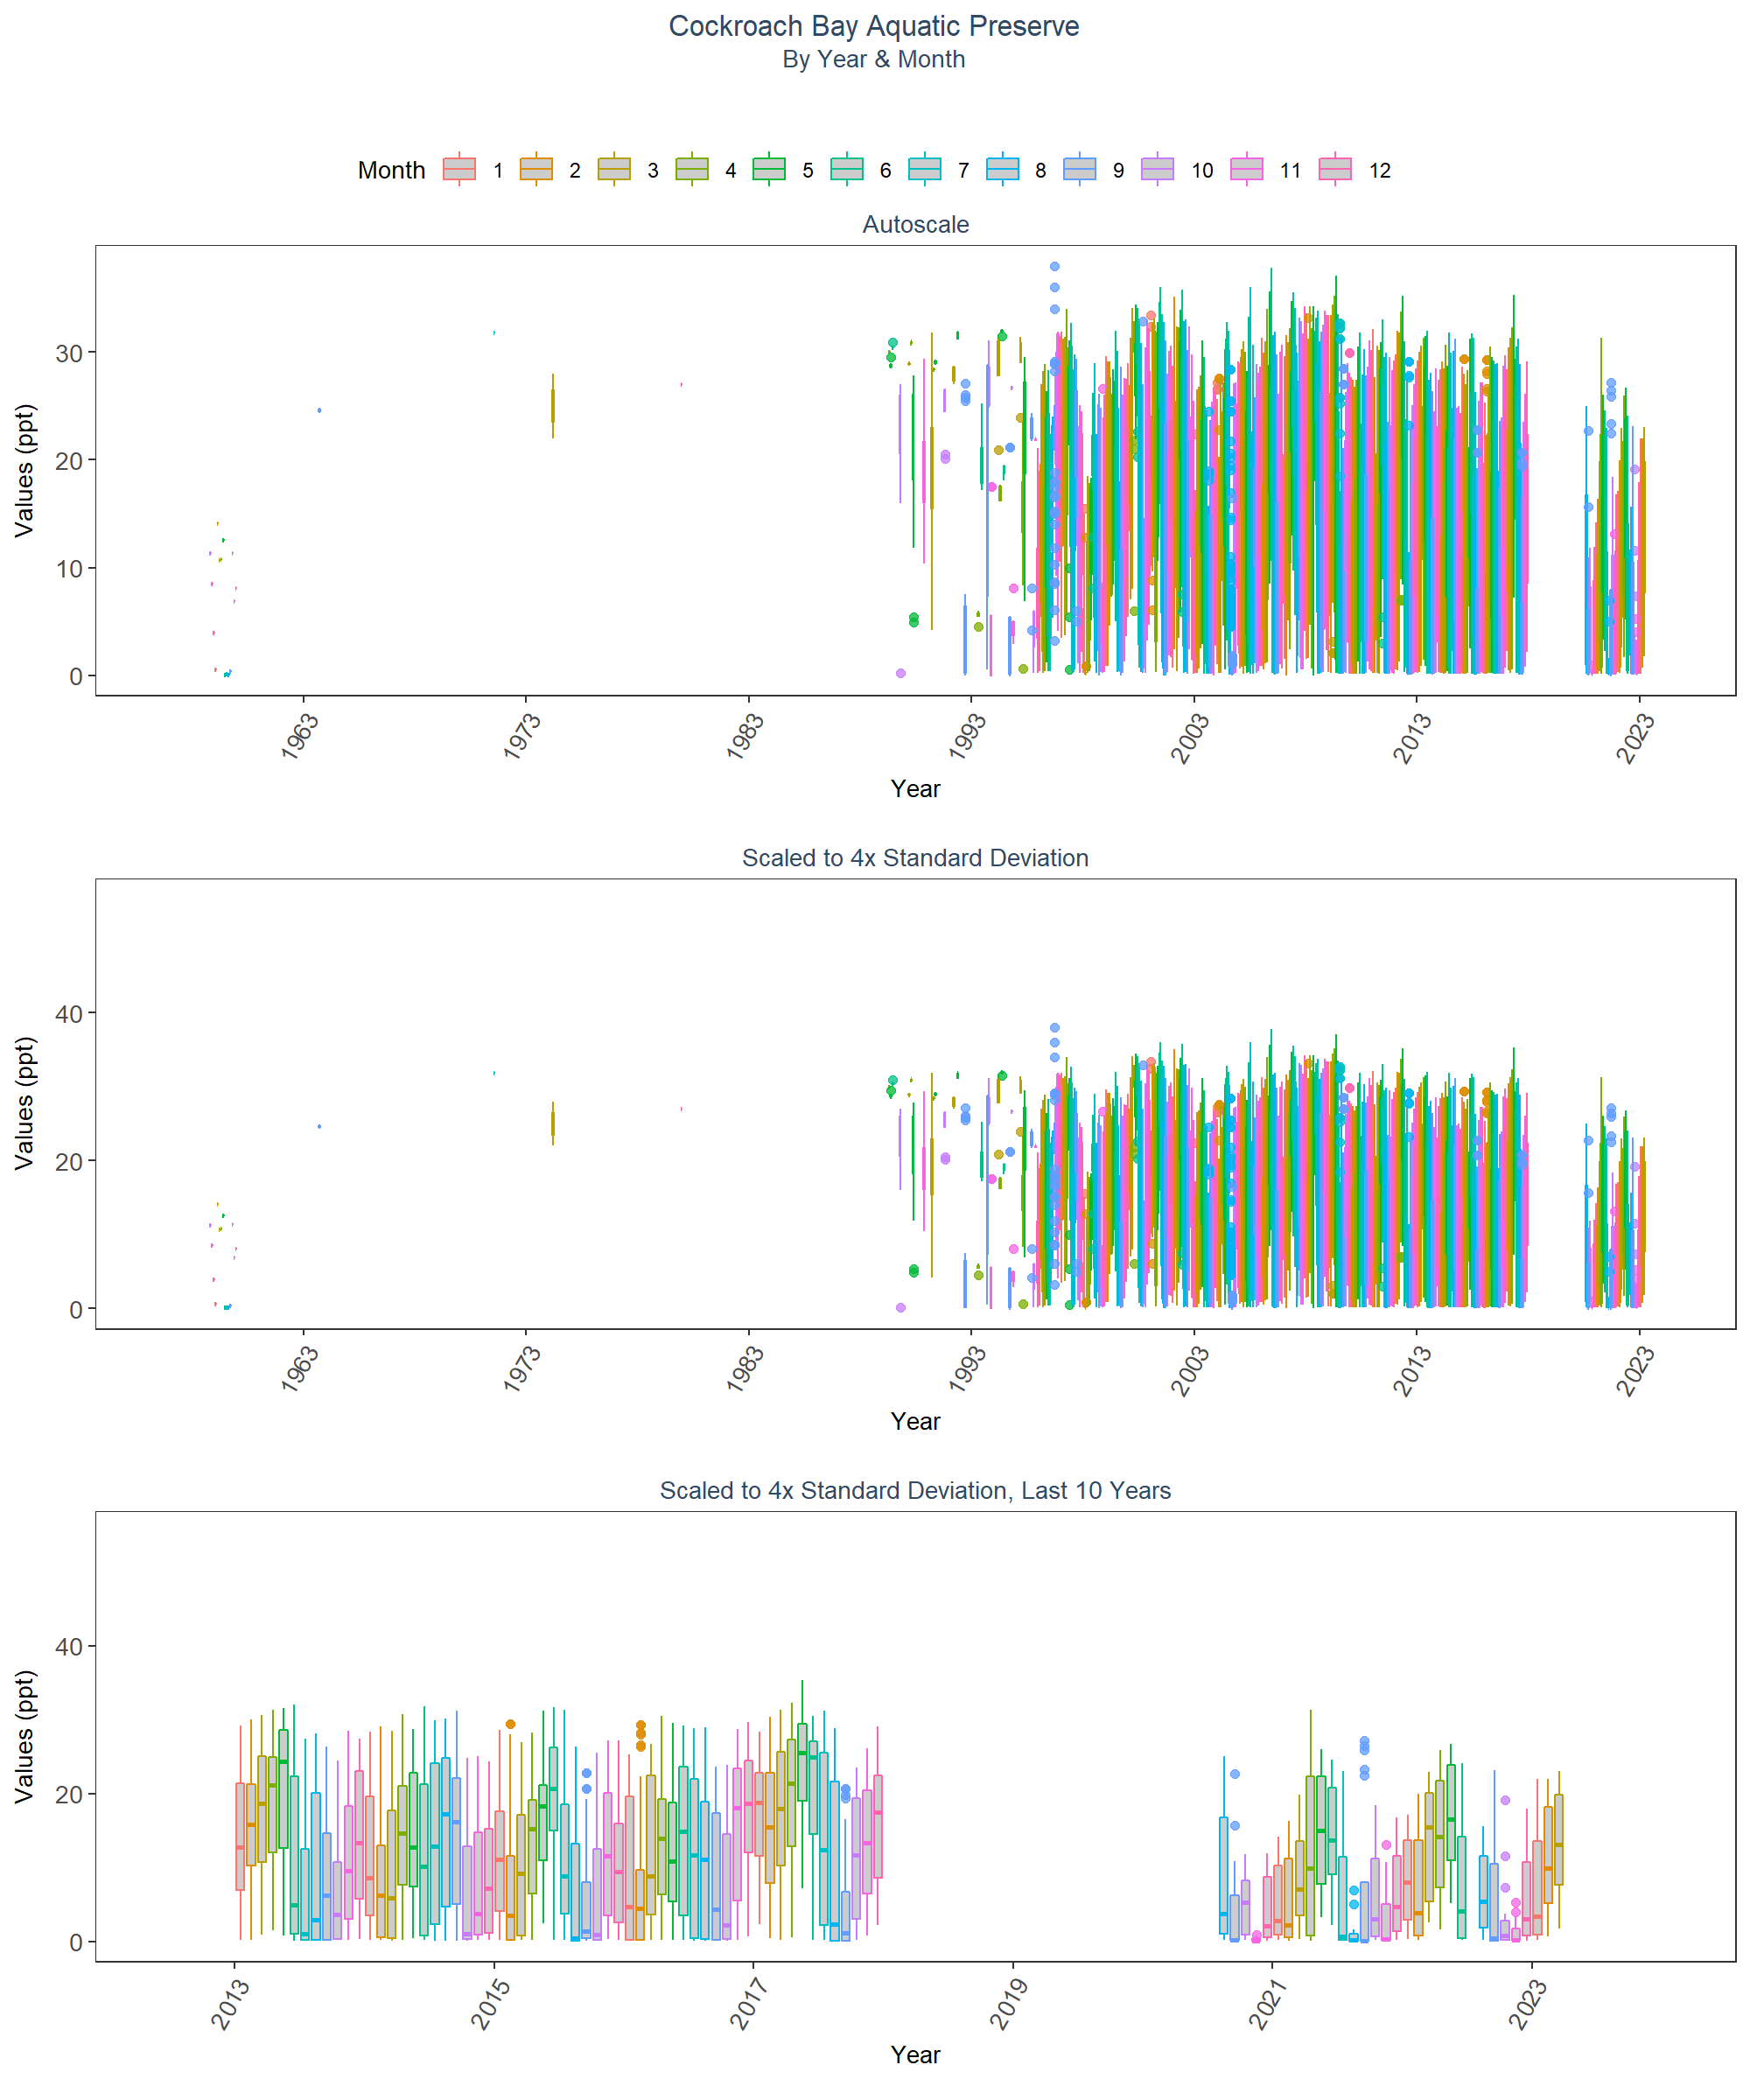 Cockroach Bay Aquatic Preserve
By Year & Month
Month 1 2 3 4 5 6 7 8 9 10 11 12
Autoscale
Values (ppt)
30
20
10
0
1963 1973 1983 1993 2003 2013 2023
Year
Scaled to 4x Standard Deviation
Values (ppt)
40
20
0
1963 1973 1983 1993 2003 2013 2023
Year
Scaled to 4x Standard Deviation, Last 10 Years
Values (ppt)
40
20
0
2013 2015 2017 2019 2021 2023
Year